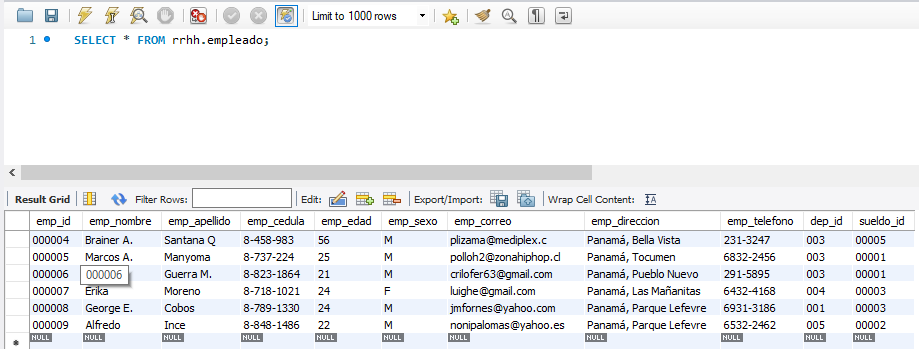 Limit to 1000 rows
1 SELECT * FROM rrhh.empleado;
Result Grid Filter Rows: Edit: Export/Import: Wrap Cell Content:
emp_id emp_nombre emp_apellido emp_cedula emp_edad emp_sexo emp_correo emp_direccion emp_telefono dep_id sueldo_id
000004 Brainer A. Santana Q 8-458-983 56 M plizama@mediplex.c Panamá, Bella Vista 231-3247 003 00005
000005 Marcos A. Manyoma 8-737-224 25 M polloh2@zonahiphop.cl Panamá, Tocumen 6832-2456 003 00001
000006 000006 Guerra M. 8-823-1864 21 M crilofer63@gmail.com Panamá, Pueblo Nuevo 291-5895 003 00001
000007 Erika Moreno 8-718-1021 24 F luighe@gmail.com Panamá, Las Mañanitas 6432-4168 004 00003
000008 George E. Cobos 8-789-1330 24 M jmfornes@yahoo.com Panamá, Parque Lefevre 6931-3186 001 00003
000009 Alfredo Ince 8-848-1486 22 M nonipalomas@yahoo.es Panamá, Parque Lefevre 6532-2462 005 00002
NULL NULL NULL NULL NULL NULL NULL NULL NULL NULL NULL